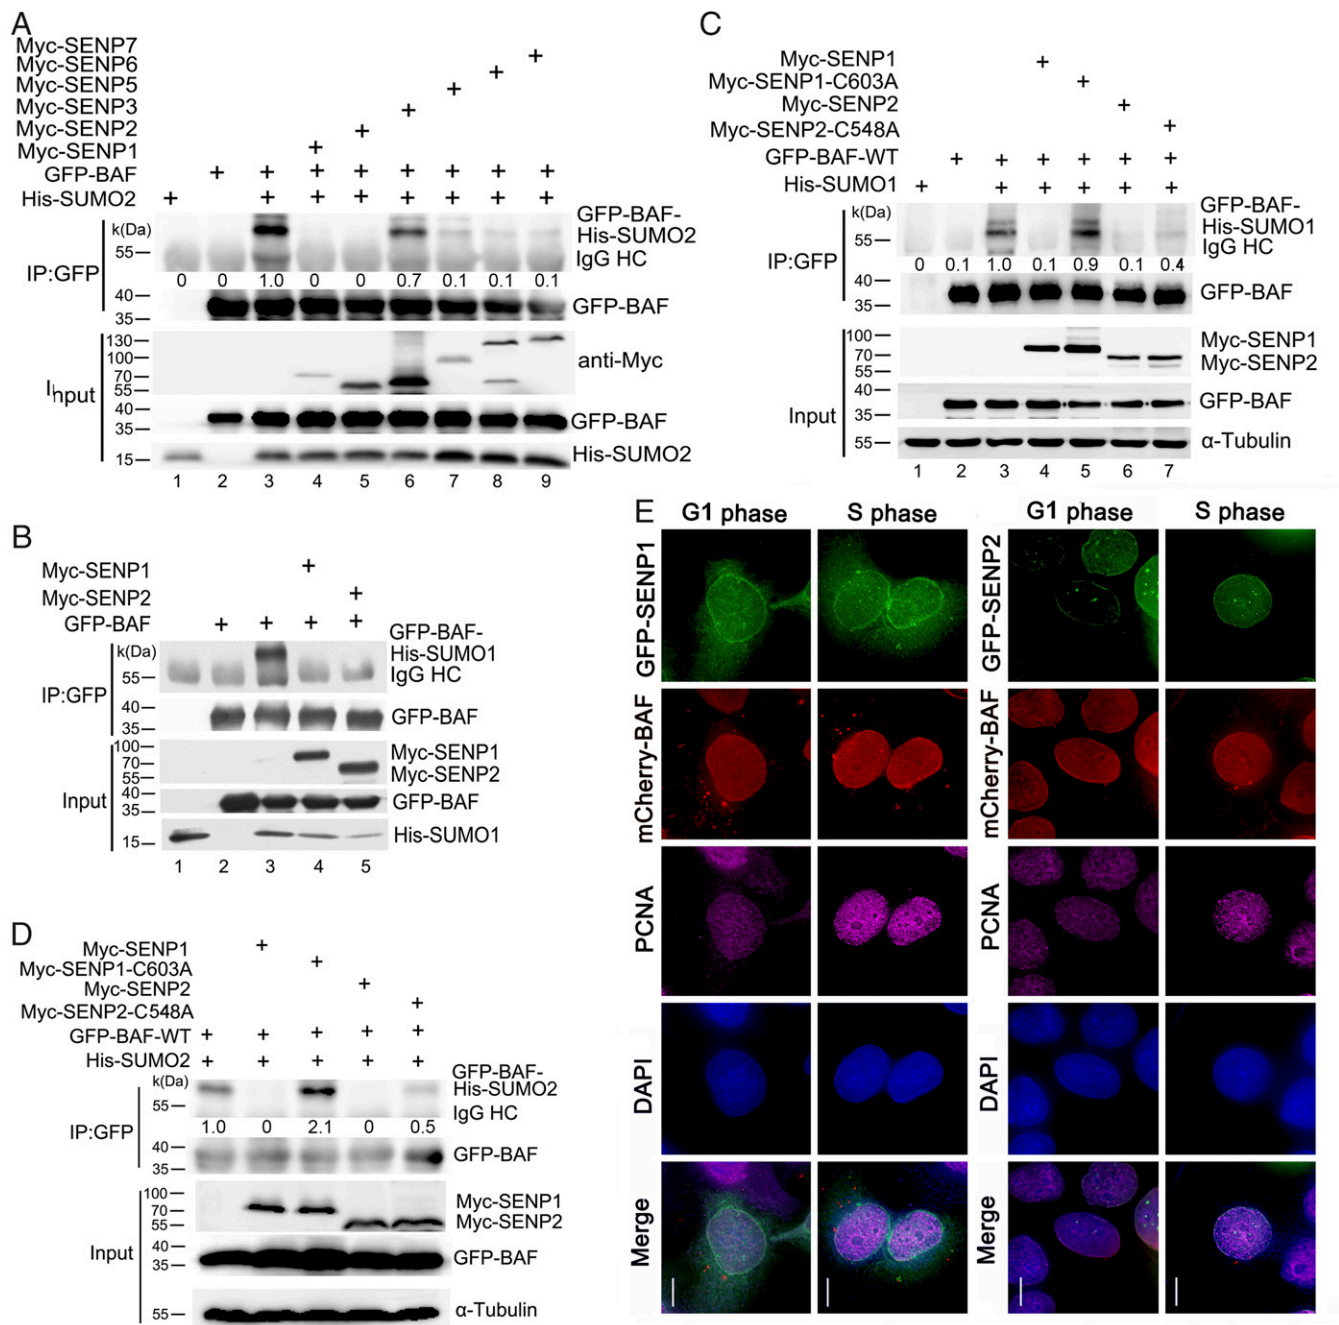 A
Myc-SENP7 +
Myc-SENP6 +
Myc-SENP5 +
Myc-SENP3 +
Myc-SENP2 +
Myc-SENP1 +
GFP-BAF + + + + + + + +
His-SUMO2 + + + + + + + +
k(Da)
55
IP:GFP
GFP-BAF-
His-SUMO2
IgG HC
0 0 1.0 0 0 0.7 0.1 0.1 0.1
40
35
GFP-BAF
Input
130
100
70
55
anti-Myc
40
35
GFP-BAF
15
His-SUMO2
1 2 3 4 5 6 7 8 9
B
Myc-SENP1 +
Myc-SENP2 +
GFP-BAF + + + +
k(Da)
55
IP:GFP
GFP-BAF-
His-SUMO1
IgG HC
40
35
GFP-BAF
Input
100
70
55
Myc-SENP1
Myc-SENP2
40
35
GFP-BAF
15
His-SUMO1
1 2 3 4 5
C
Myc-SENP1 +
Myc-SENP1-C603A +
Myc-SENP2 +
Myc-SENP2-C548A +
GFP-BAF-WT + + + + + +
His-SUMO1 + + + + + +
k(Da)
55
IP:GFP
GFP-BAF-
His-SUMO1
IgG HC
0 0.1 1.0 0.1 0.9 0.1 0.4
40
35
GFP-BAF
Input
100
70
55
Myc-SENP1
Myc-SENP2
40
35
GFP-BAF
55
α-Tubulin
1 2 3 4 5 6 7
D
Myc-SENP1 +
Myc-SENP1-C603A +
Myc-SENP2 +
Myc-SENP2-C548A +
GFP-BAF-WT + + + + +
His-SUMO2 + + + + +
k(Da)
55
IP:GFP
GFP-BAF-
His-SUMO2
IgG HC
1.0 0 2.1 0 0.5
40
35
GFP-BAF
Input
100
70
55
Myc-SENP1
Myc-SENP2
40
35
GFP-BAF
55
α-Tubulin
E
G1 phase S phase G1 phase S phase
GFP-SENP1
GFP-SENP2
mCherry-BAF
mCherry-BAF
PCNA
PCNA
DAPI
DAPI
Merge
Merge